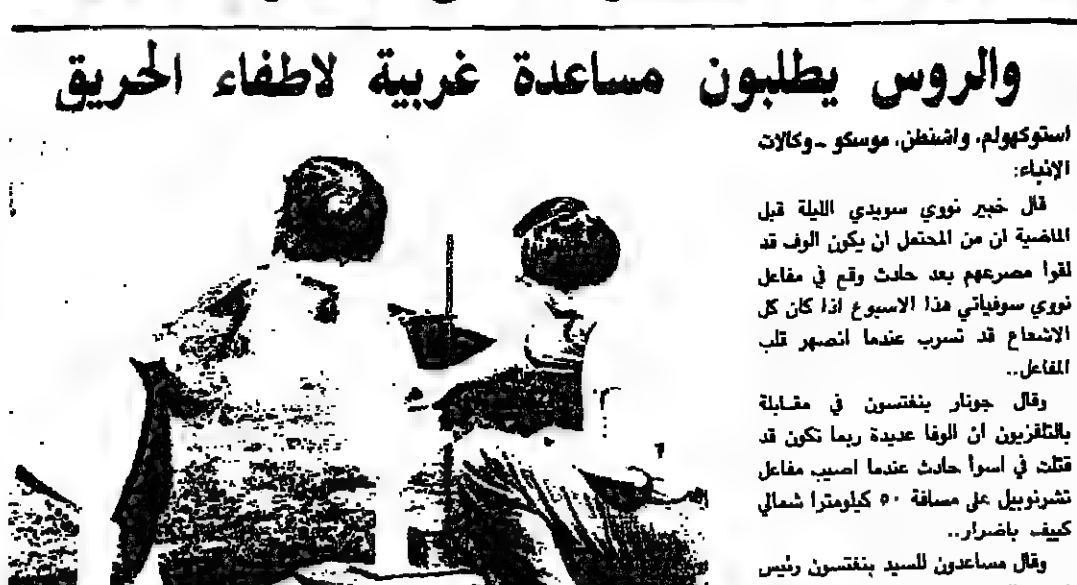 والروس يطلبون مساعدة غربية لاطفاء الحريق
استوكهولم، واشنطن، موسكو ـ وكالات
الانباء:
قال خبير نووي سويدي الليلة قبل
الماضية ان من المحتمل ان يكون الوف قد
لقوا مصرعهم بعد حادث وقع في مفاعل
نووي سوفياتي هذا الاسبوع اذا كان كل
الاشعاع قد تسرب عندما انصهر قلب
المفاعل..
وقال جونار بنغتسون في مقابلة
بالتلفزيون ان الوفا عديدة ربما تكون قد
قتلت في اسوأ حادث عندما اصيب مفاعل
تشرنوبيل على مسافة ٥٠ كيلومترا شمالي
كييف باضرار..
وقال مساعدون للسيد بنغتسون رئيس